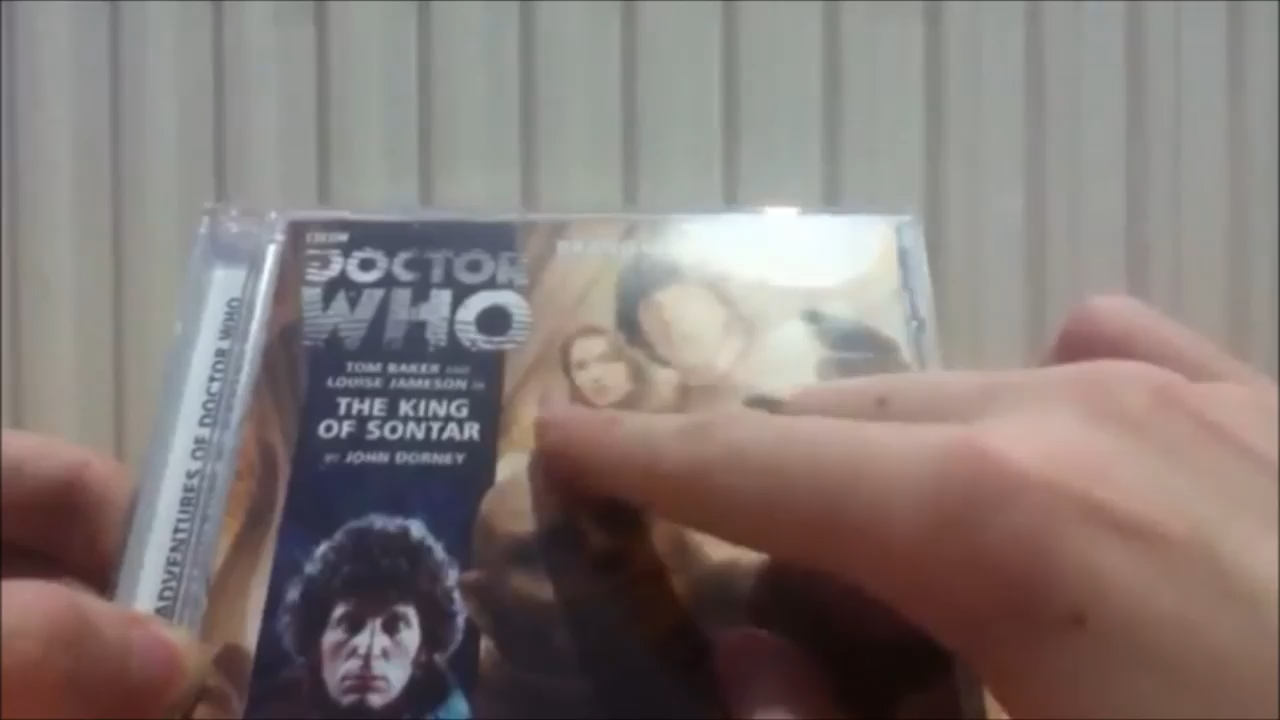 BBC
DOCTOR
WHO
TOM BAKER AND
LOUISE JAMESON IN
THE KING
OF SONTAR
BY JOHN DORNEY
ADVENTURES OF DOCTOR WHO